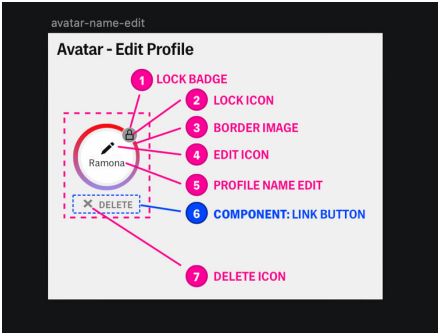 avatar-name-edit
Avatar - Edit Profile
1 LOCK BADGE
2 LOCK ICON
3 BORDER IMAGE
4 EDIT ICON
Ramona
5 PROFILE NAME EDIT
DELETE
6 COMPONENT: LINK BUTTON
7 DELETE ICON